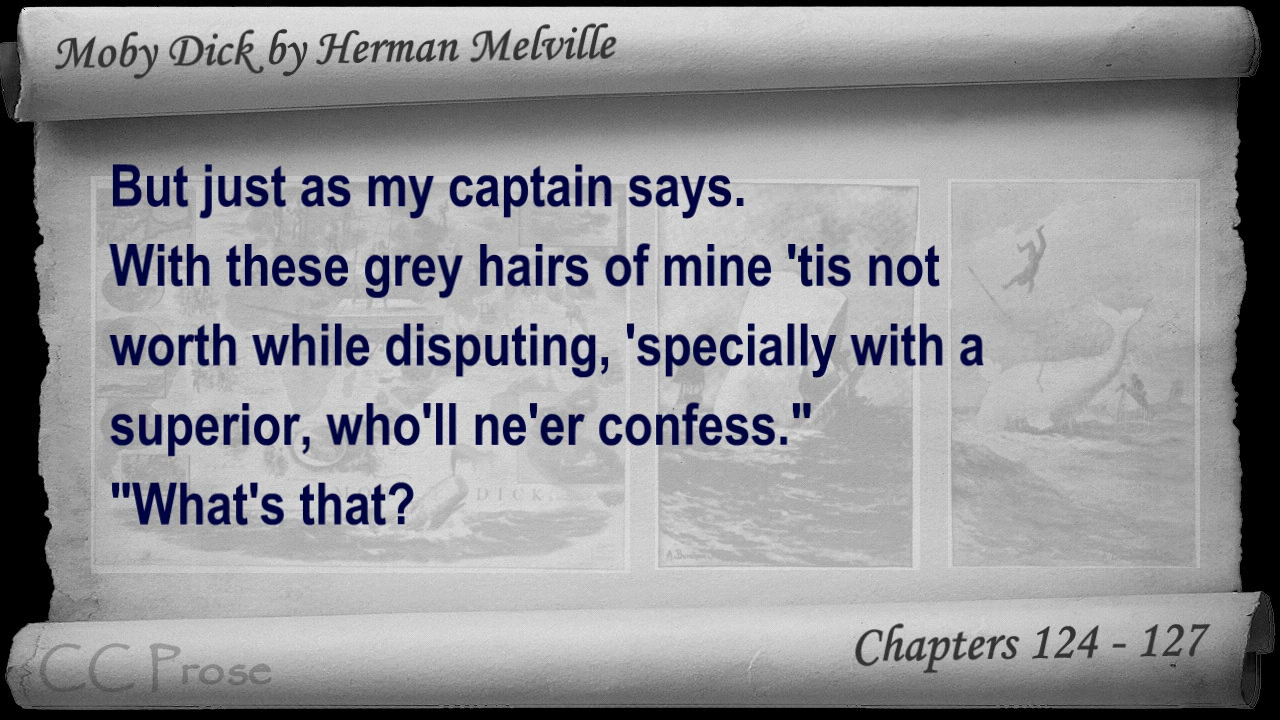 Moby Dick by Herman Melville
But just as my captain says.
With these grey hairs of mine 'tis not
worth while disputing, 'specially with a
superior, who'll ne'er confess."
"What's that?
DICK
Chapters 124 - 127
CC Prose